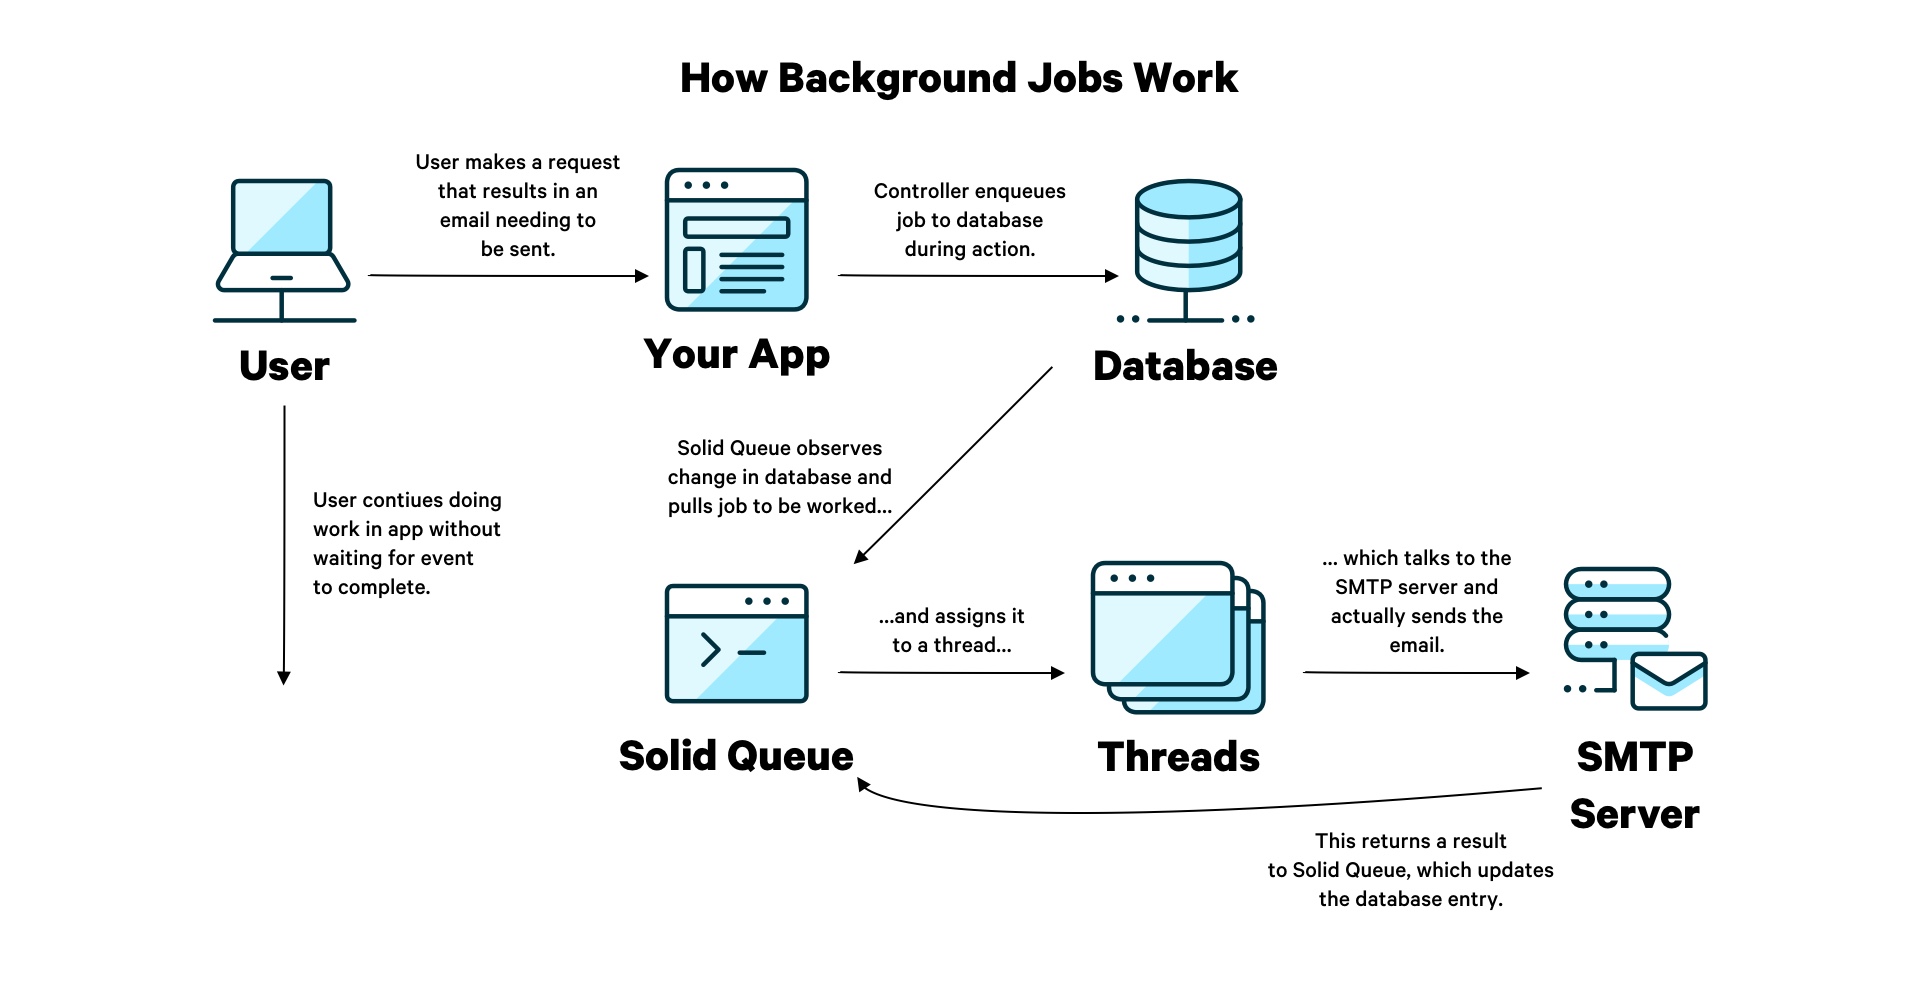 How Background Jobs Work
User makes a request
that results in an
email needing to
be sent.
Controller enqueues
job to database
during action.
User
Your App
Database
User contiues doing
work in app without
waiting for event
to complete.
Solid Queue observes
change in database and
pulls job to be worked...
...and assigns it
to a thread...
... which talks to the
SMTP server and
actually sends the
email.
Solid Queue
Threads
SMTP
Server
This returns a result
to Solid Queue, which updates
the database entry.